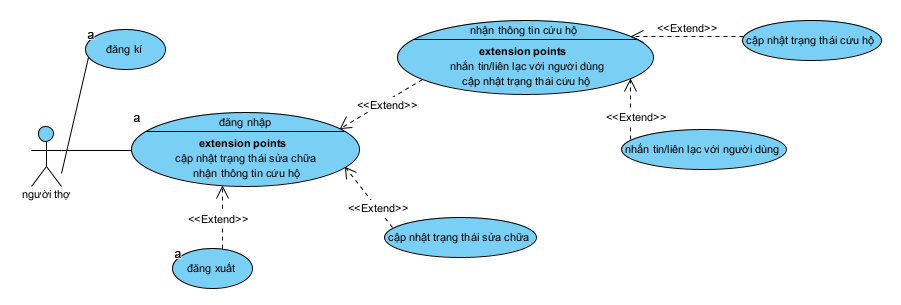 a
đăng kí
nhận thông tin cứu hộ
extension points
nhắn tin/liên lạc với người dùng
cập nhật trạng thái cứu hộ
<<Extend>>
cập nhật trạng thái cứu hộ
<<Extend>>
<<Extend>>
nhắn tin/liên lạc với người dùng
a
đăng nhập
extension points
cập nhật trạng thái sửa chữa
nhận thông tin cứu hộ
người thợ
<<Extend>>
<<Extend>>
cập nhật trạng thái sửa chữa
a
đăng xuất